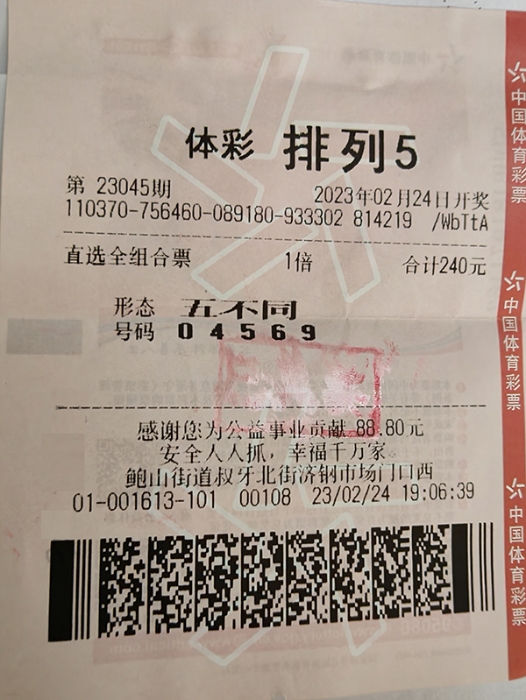 体彩 排列5
第 23045期 2023年02月24日开奖
110370-756460-089180-933302 814219 /WbTtA
直选全组合票 1倍 合计240元
形态 五不同
号码 0 4 5 6 9
感谢您为公益事业贡献 88.80元
安全人人抓，幸福千万家
鲍山街道叔牙北街济钢市场门口西
01-001613-101 00108 23/02/24 19:06:39
中国体育彩票
中国体育彩票
中国体育彩票